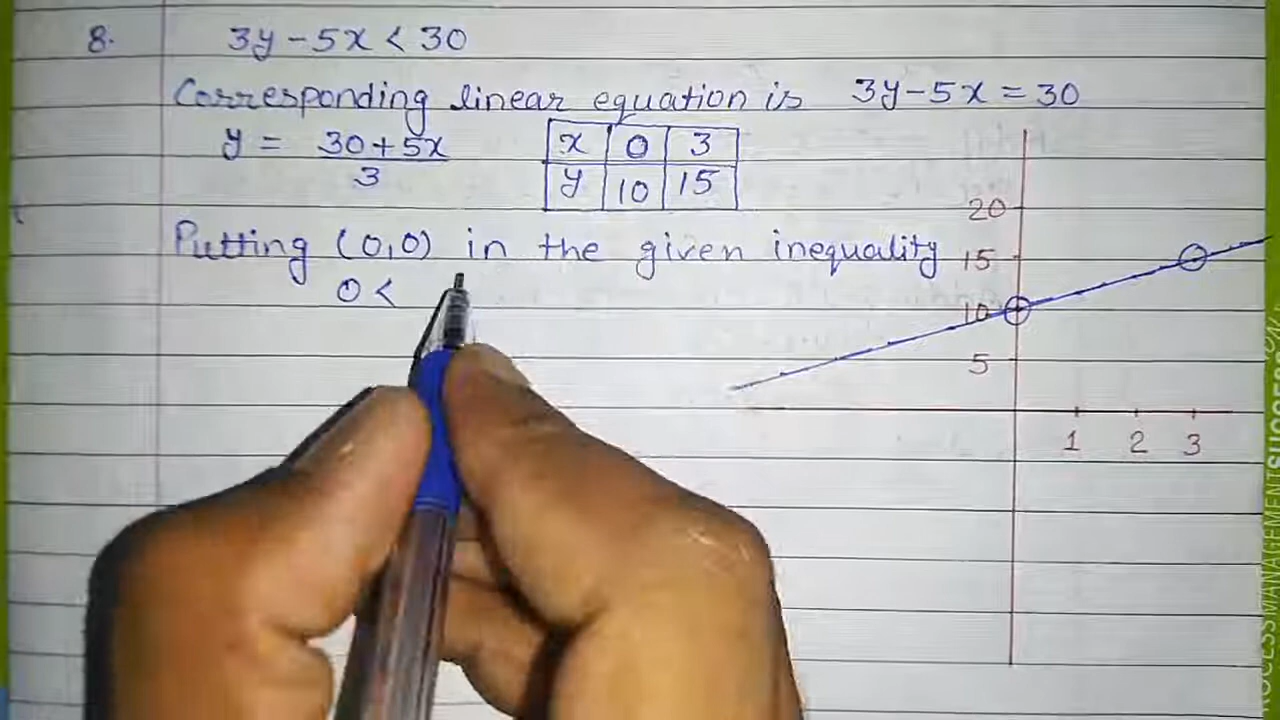 8. 3y - 5x < 30
Corresponding linear equation is 3y - 5x = 30
y = 30 + 5x
3
x 0 3
y 10 15
Putting (0,0) in the given inequality
0 <
20
15
10
5
1 2 3